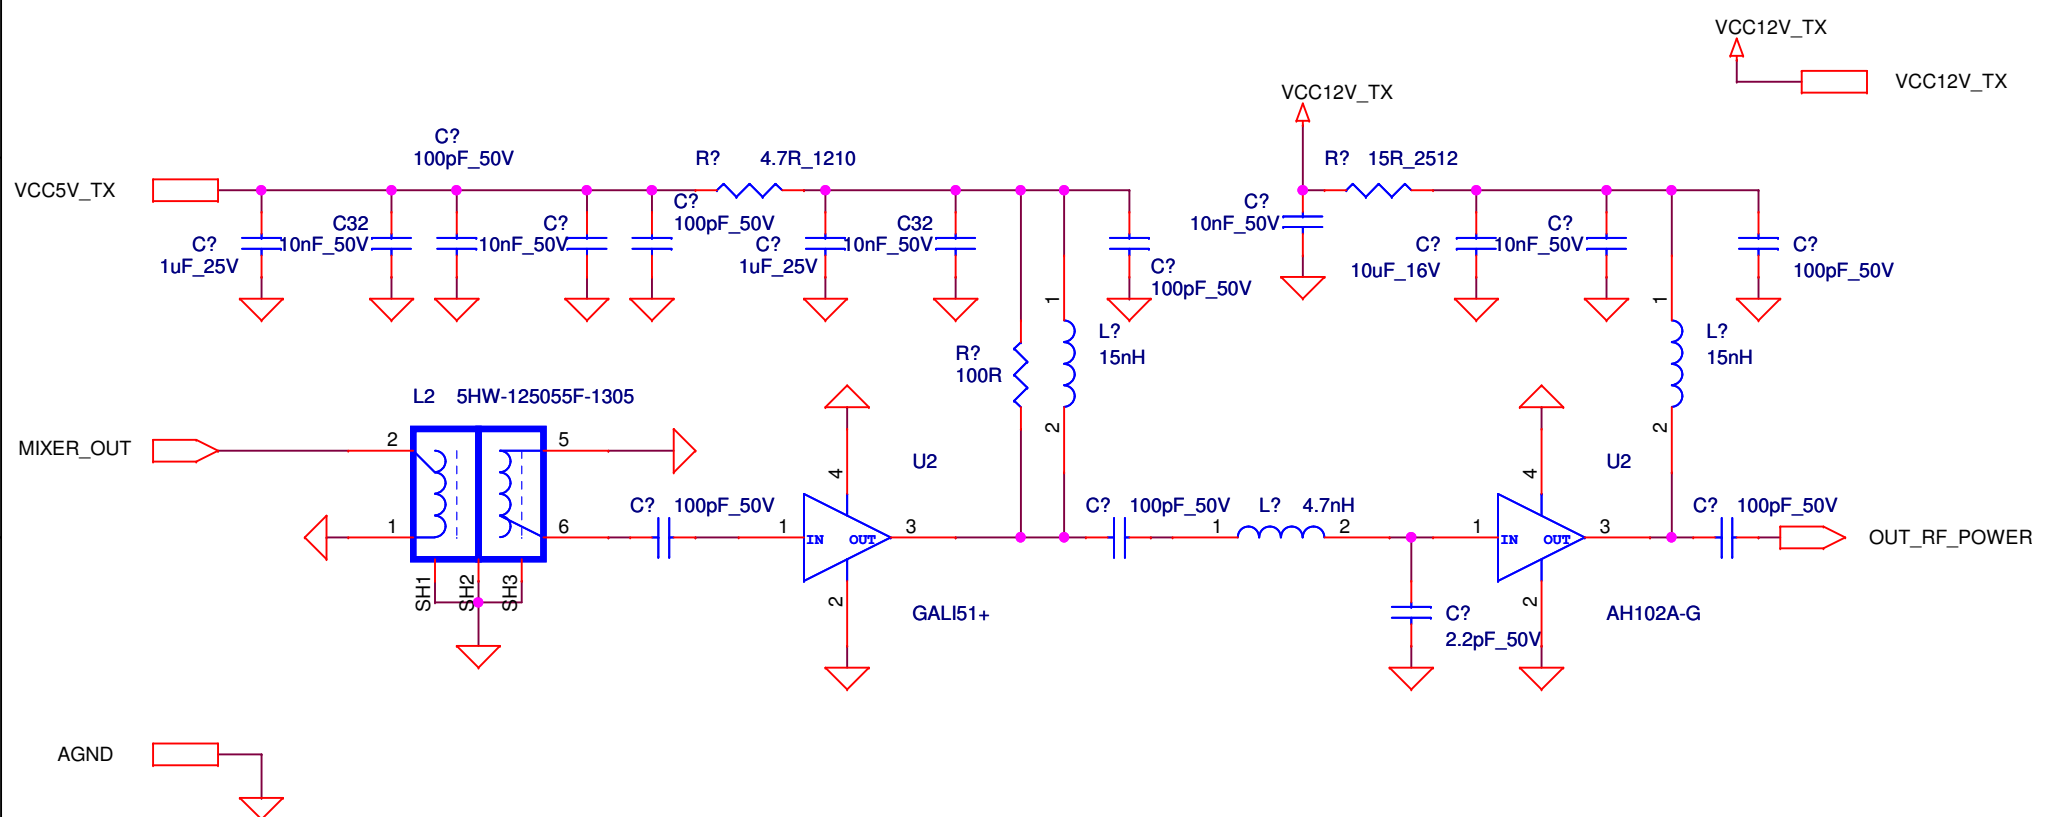 VCC12V_TX
VCC12V_TX
VCC12V_TX
C?
100pF_50V
R? 4.7R_1210
R? 15R_2512
VCC5V_TX
C?
1uF_25V
C32
10nF_50V
C?
10nF_50V
C?
100pF_50V
C?
1uF_25V
C32
10nF_50V
C?
100pF_50V
C?
10nF_50V
C?
10uF_16V
C?
10nF_50V
C?
100pF_50V
R?
100R
1
L?
15nH
2
1
L?
15nH
2
L2 5HW-125055F-1305
MIXER_OUT
2
5
1
6
SH1
SH2
SH3
C? 100pF_50V
U2
4
1
IN
OUT
3
2
GALI51+
C? 100pF_50V
1
L? 4.7nH
2
C?
2.2pF_50V
U2
4
1
IN
OUT
3
2
AH102A-G
C? 100pF_50V
OUT_RF_POWER
AGND